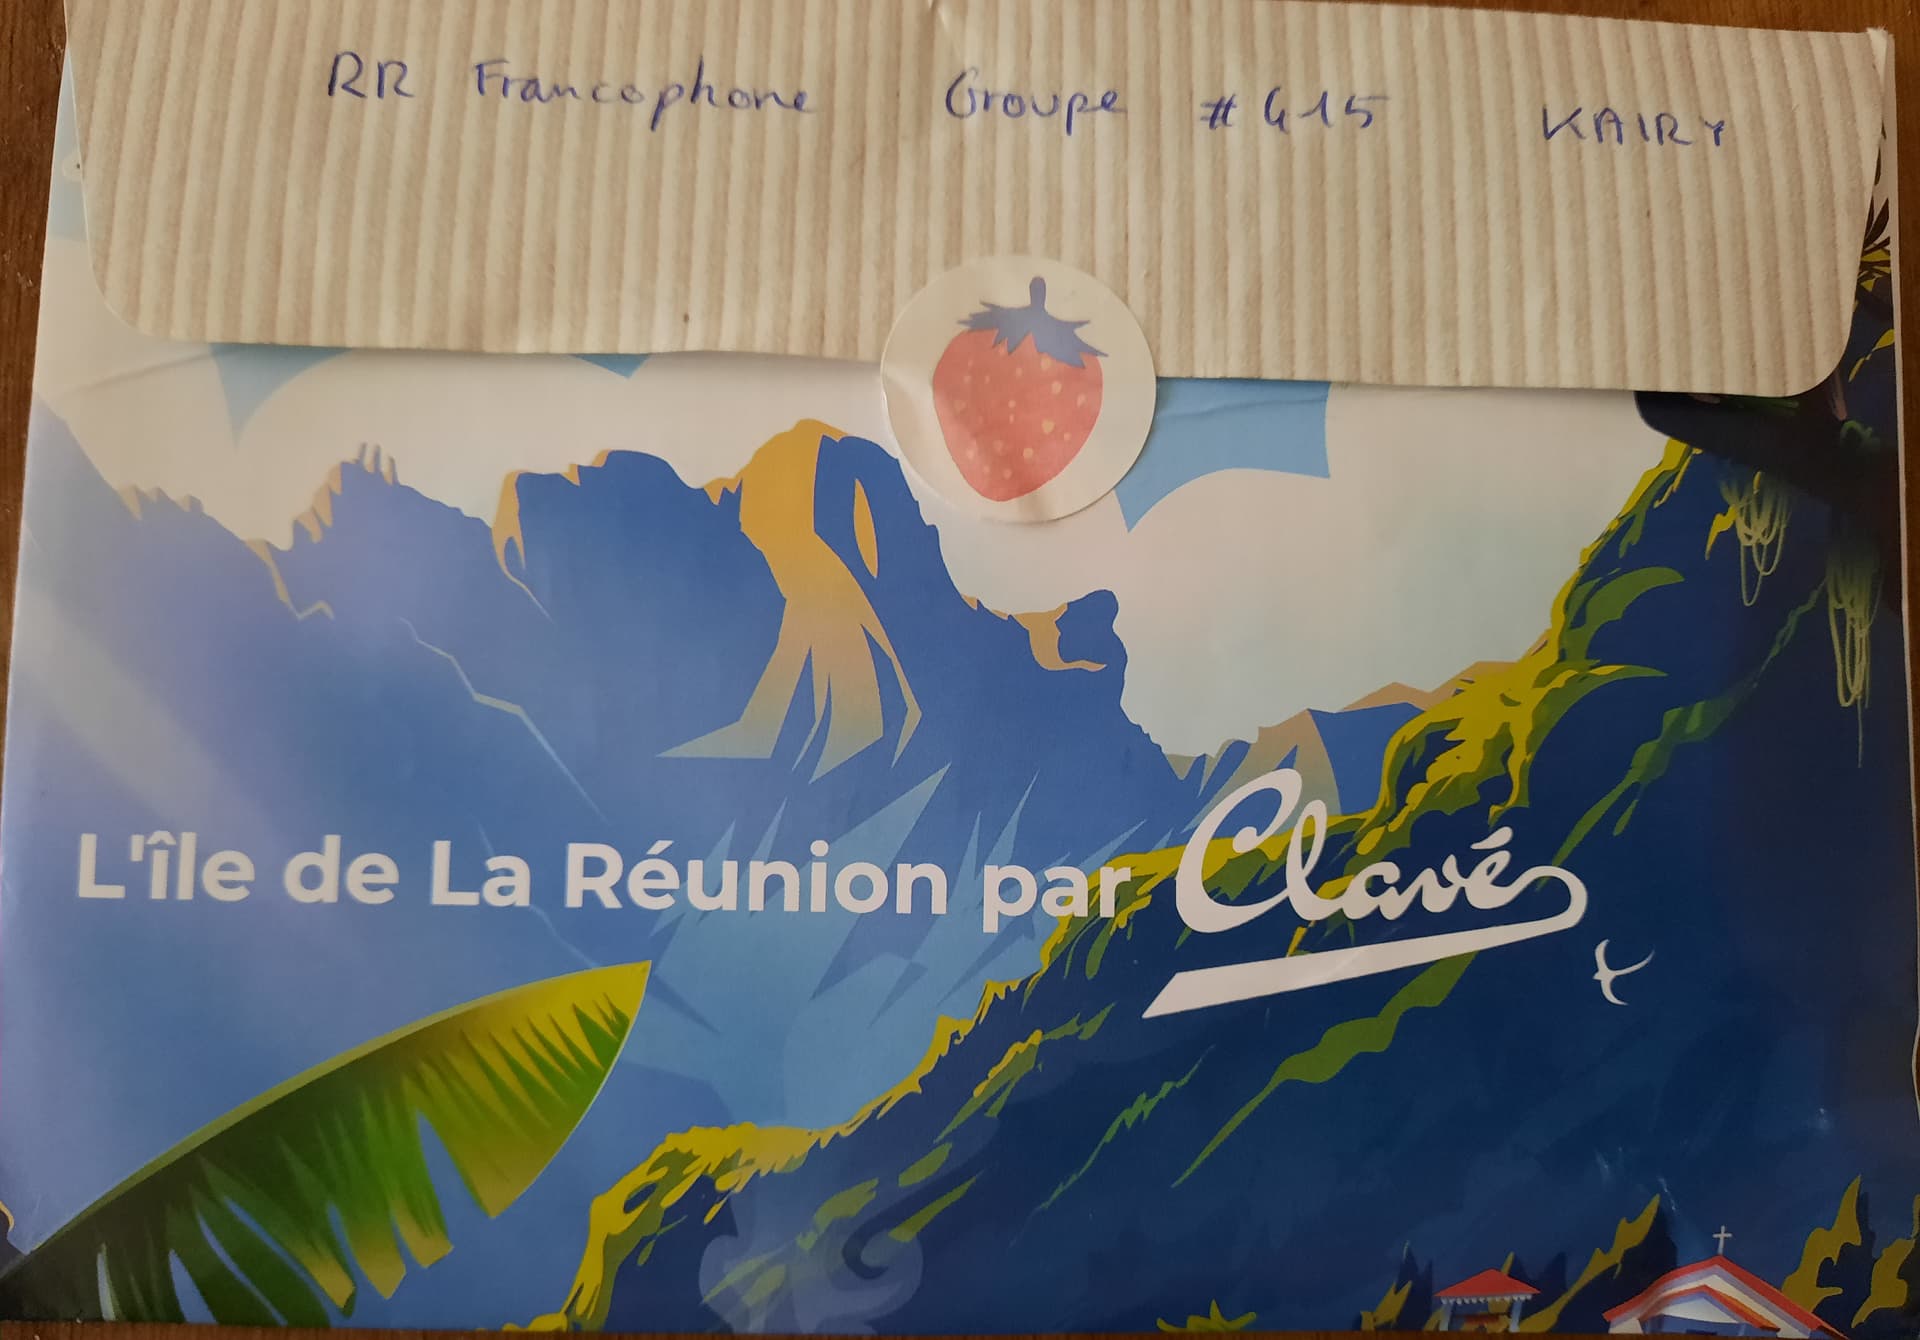 RR Francophone Groupe #415 KAIRY
L'île de La Réunion par Clavé